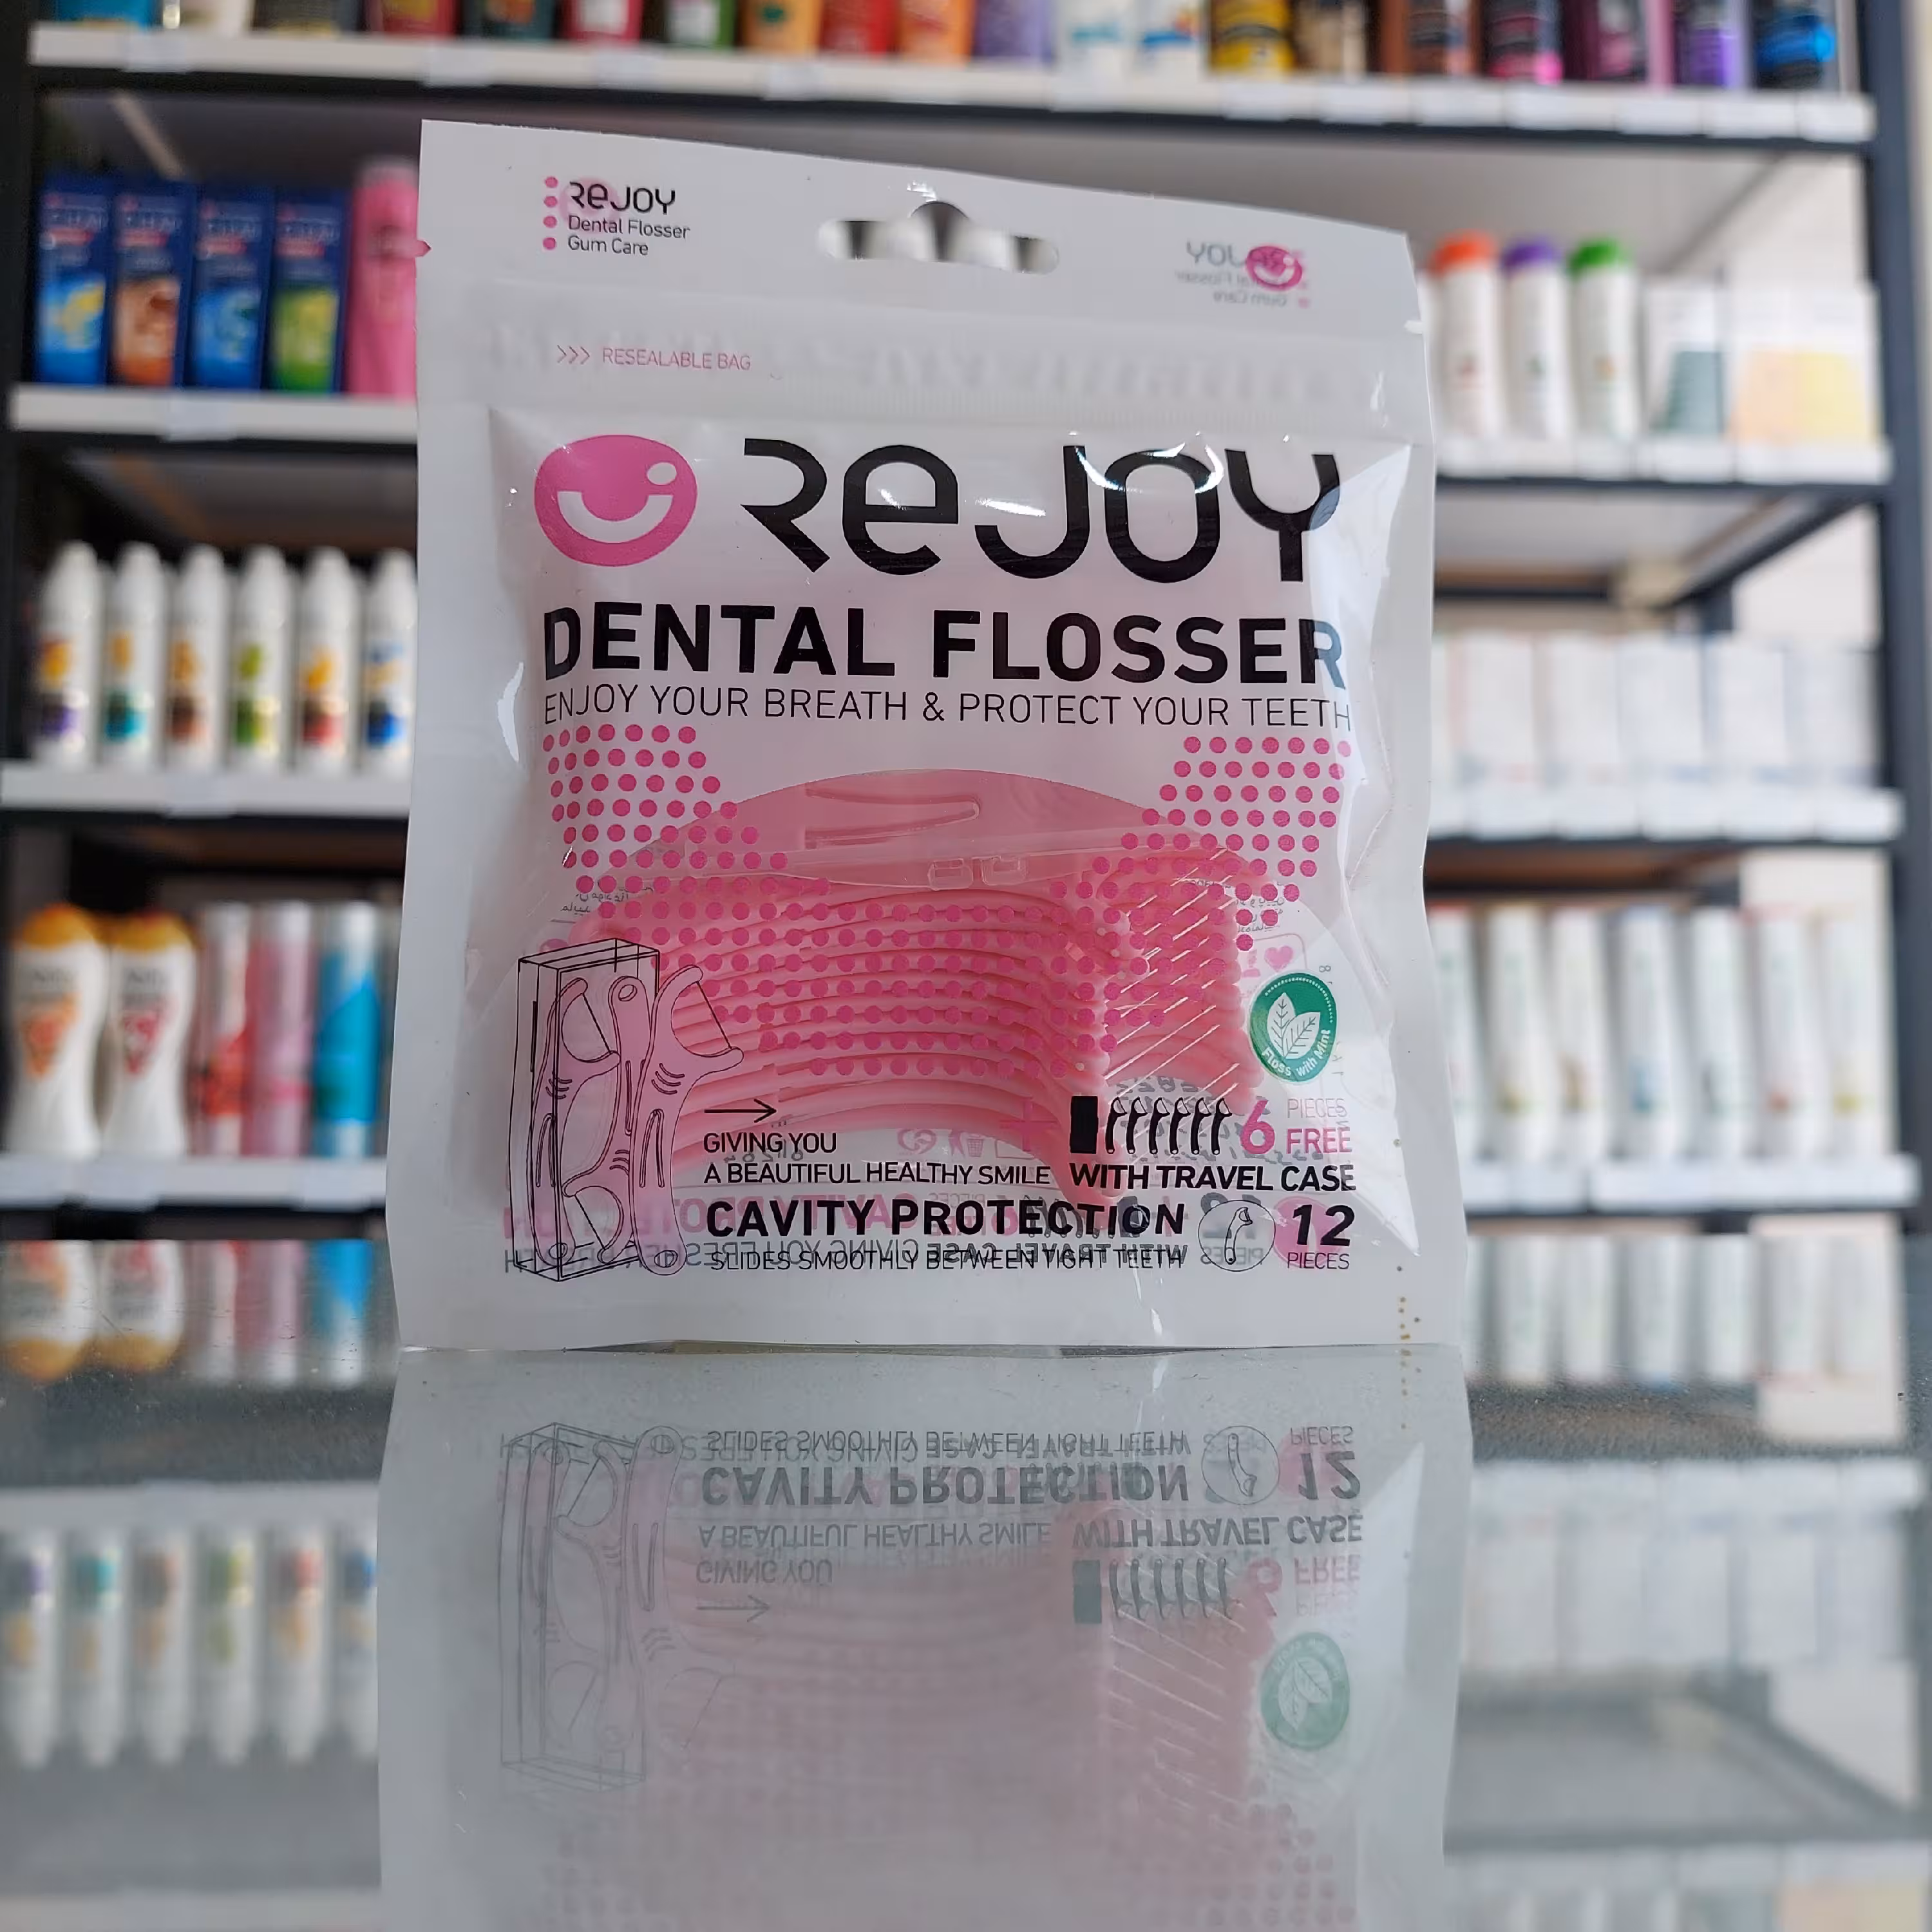 ReJOY
Dental Flosser
Gum Care
>>> RESEALABLE BAG
ReJOY
DENTAL FLOSSER
ENJOY YOUR BREATH & PROTECT YOUR TEETH
Floss with Mint
GIVING YOU
A BEAUTIFUL HEALTHY SMILE
+ 6 PIECES FREE
WITH TRAVEL CASE
CAVITY PROTECTION
SLIDES SMOOTHLY BETWEEN TIGHT TEETH
12 PIECES